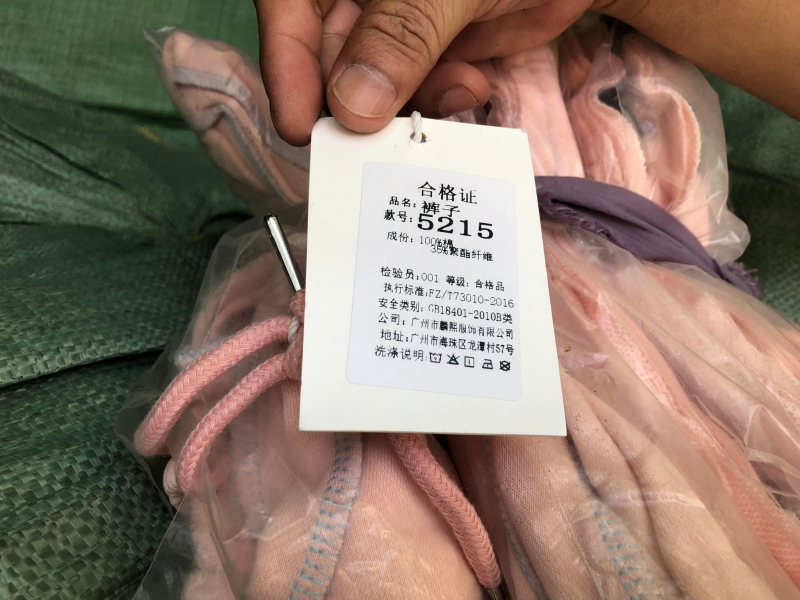 合格证
品名：裤子
款号：5215
成份：100%棉
35%聚酯纤维
检验员：001 等级：合格品
执行标准：FZ/T73010-2016
安全类别：GB18401-2010B类
公司：广州市麟熙服饰有限公司
地址：广州市海珠区龙潭村57号
洗涤说明：